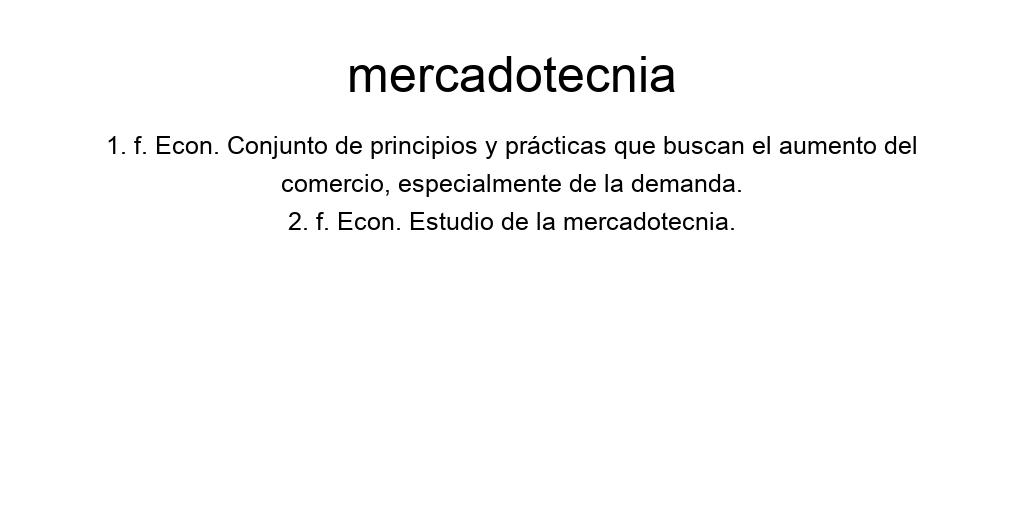 mercadotecnia
1. f. Econ. Conjunto de principios y prácticas que buscan el aumento del
comercio, especialmente de la demanda.
2. f. Econ. Estudio de la mercadotecnia.